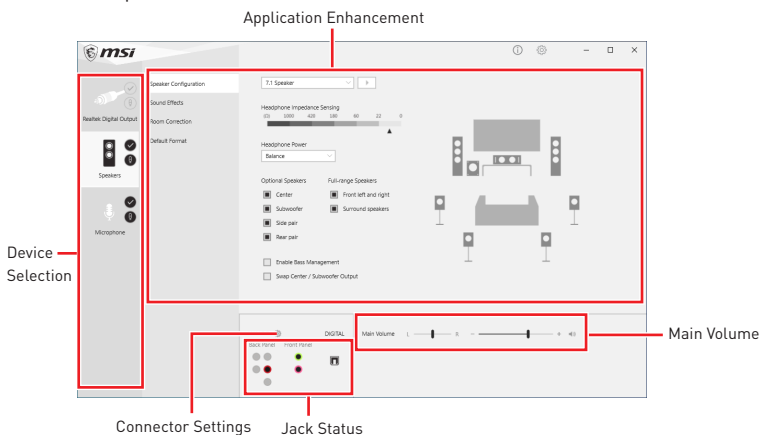 Application Enhancement
msi
Speaker Configuration
7.1 Speaker
Sound Effects
Headphone Impedance Sensing
Realtek Digital Output
Room Correction
Default Format
Headphone Power
Balance
Optional Speakers Full-range Speakers
Speakers
Center Front left and right
Subwoofer Surround speakers
Side pair
Rear pair
Microphone
Device
Selection
Enable Bass Management
Swap Center / Subwoofer Output
DIGITAL Main Volume L R
Main Volume
Back Panel Front Panel
Connector Settings Jack Status